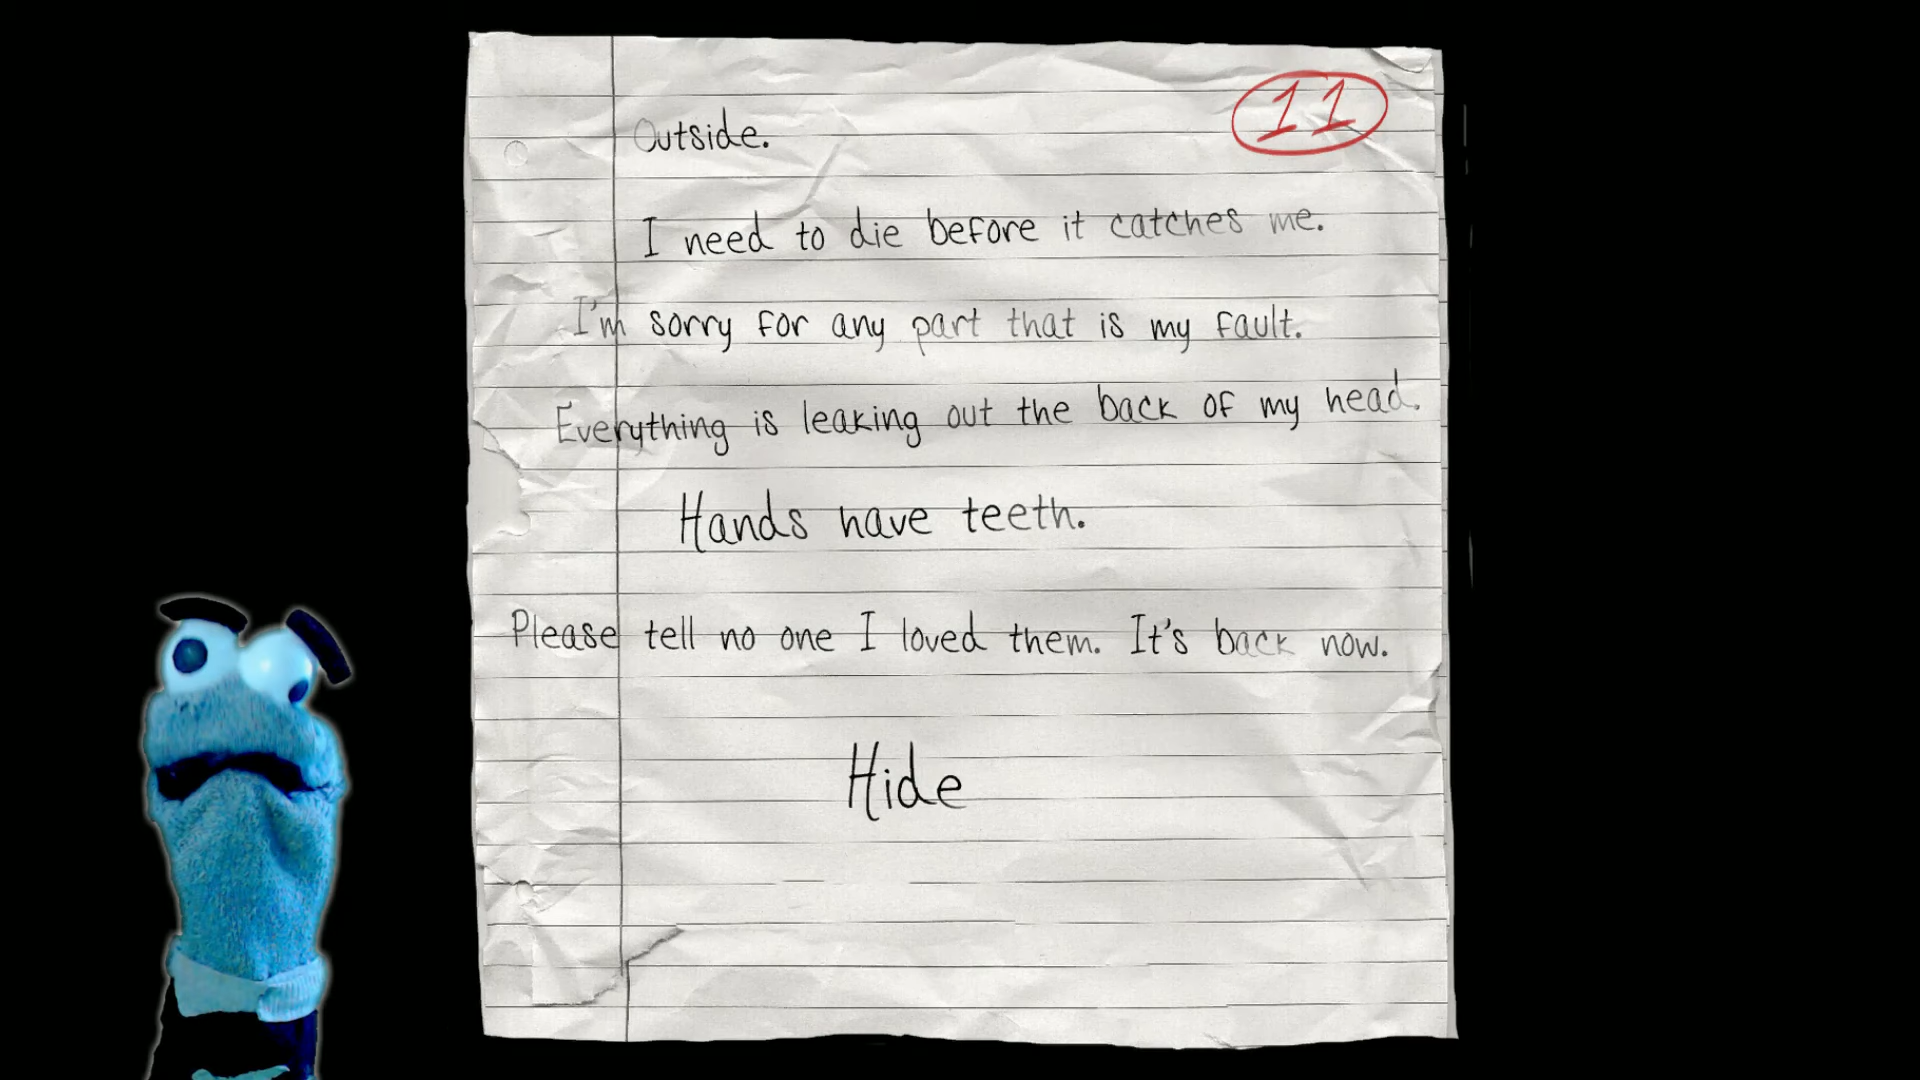 11
Outside.
I need to die before it catches me.
I'm sorry for any part that is my fault.
Everything is leaking out the back of my head.
Hands have teeth.
Please tell no one I loved them. It's back now.
Hide